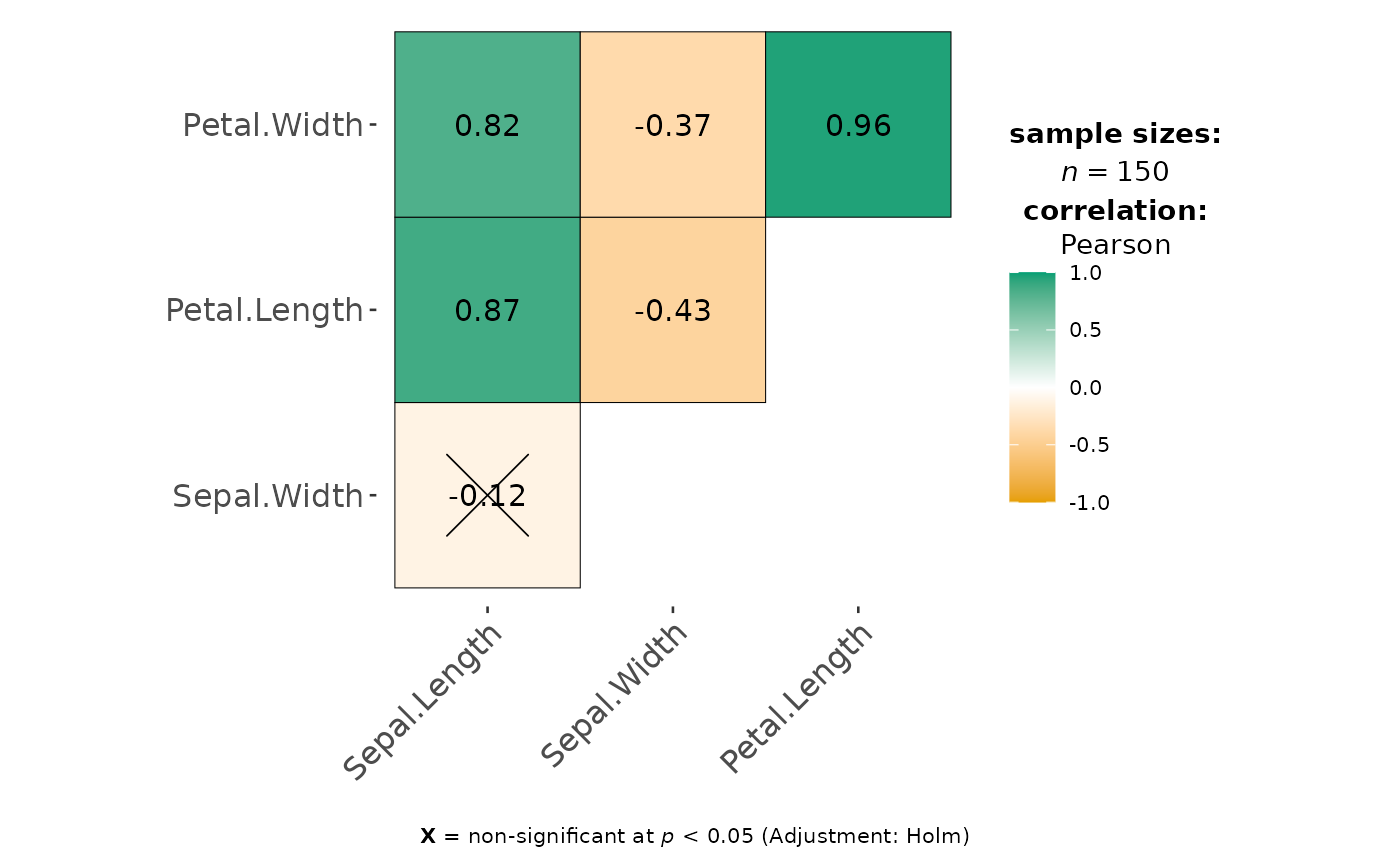 Petal.Width
0.82
-0.37
0.96
Petal.Length
0.87
-0.43
Sepal.Width
-0.12
Sepal.Length
Sepal.Width
Petal.Length
sample sizes:
n = 150
correlation:
Pearson
1.0
0.5
0.0
-0.5
-1.0
X = non-significant at p < 0.05 (Adjustment: Holm)